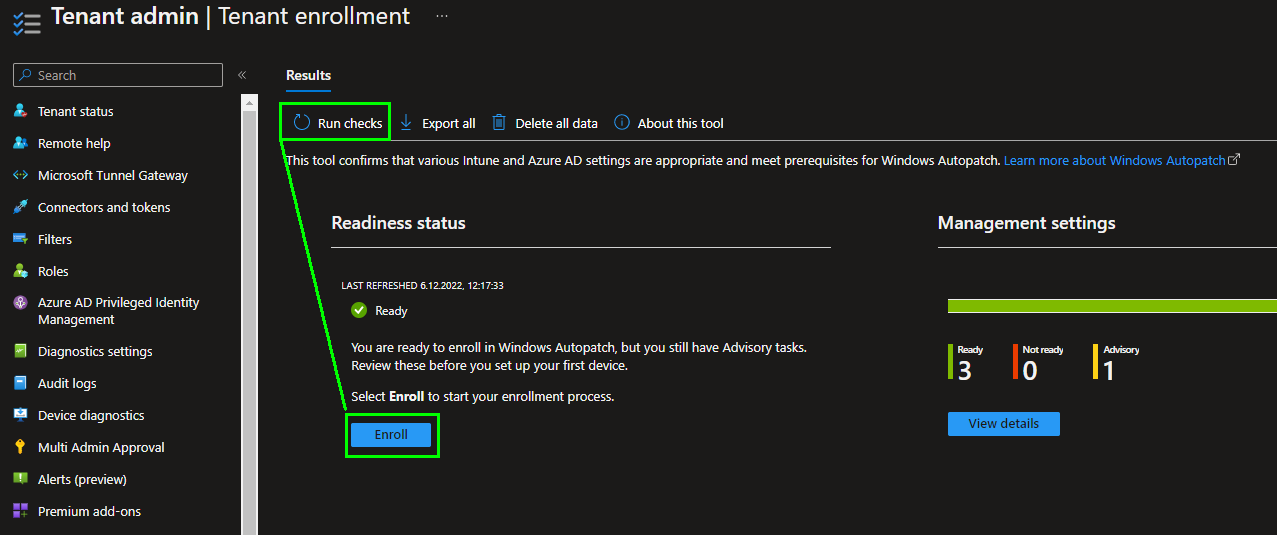 Tenant admin | Tenant enrollment ...
Search
«
Tenant status
Remote help
Microsoft Tunnel Gateway
Connectors and tokens
Filters
Roles
Azure AD Privileged Identity
Management
Diagnostics settings
Audit logs
Device diagnostics
Multi Admin Approval
Alerts (preview)
Premium add-ons
Results
Run checks Export all Delete all data About this tool
This tool confirms that various Intune and Azure AD settings are appropriate and meet prerequisites for Windows Autopatch. Learn more about Windows Autopatch
Readiness status
LAST REFRESHED 6.12.2022, 12:17:33
Ready
You are ready to enroll in Windows Autopatch, but you still have Advisory tasks.
Review these before you set up your first device.
Select Enroll to start your enrollment process.
Enroll
Management settings
Ready Not ready Advisory
3 0 1
View details